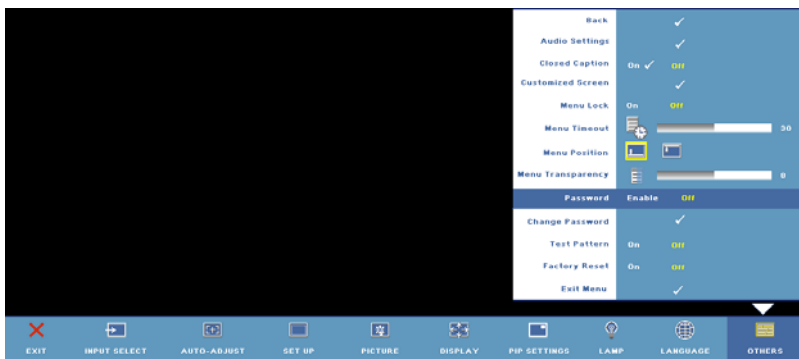 Back
Audio Settings
Closed Caption On Off
Customized Screen
Menu Lock On Off
Menu Timeout 30
Menu Position
Menu Transparency 0
Password Enable Off
Change Password
Test Pattern On Off
Factory Reset On Off
Exit Menu
EXIT INPUT SELECT AUTO-ADJUST SET UP PICTURE DISPLAY PIP SETTINGS LAMP LANGUAGE OTHERS